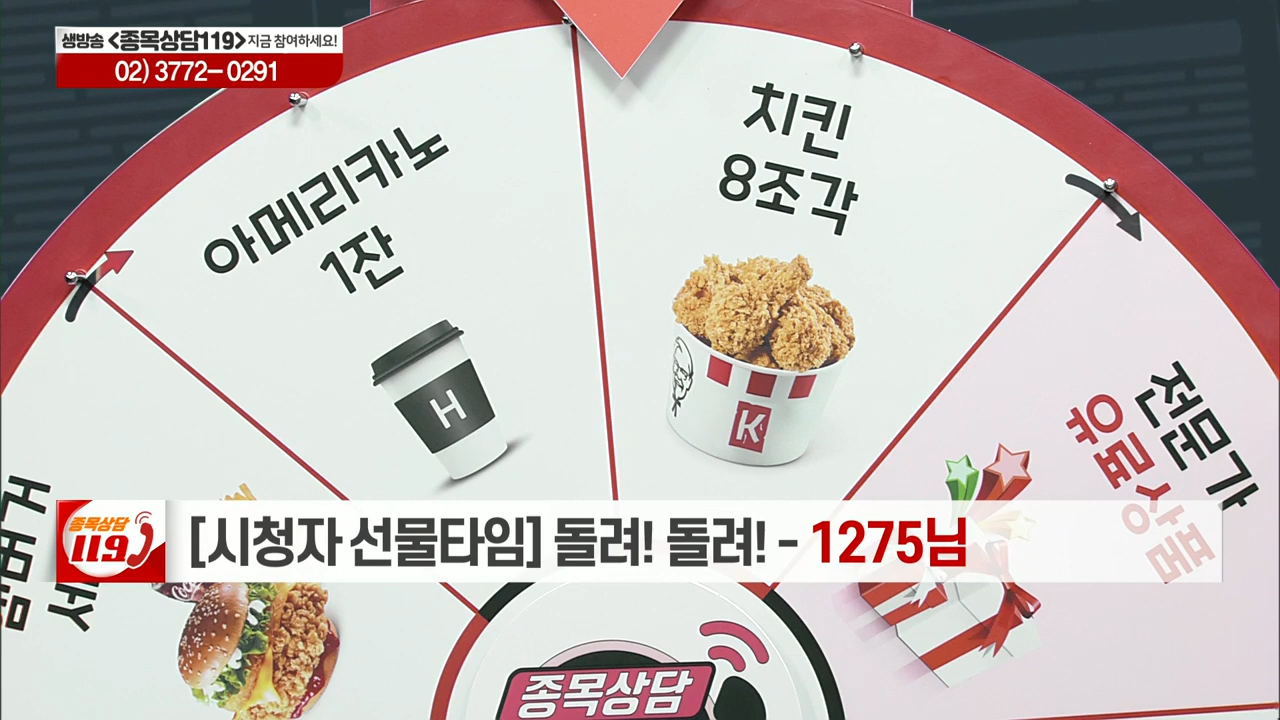 생방송 <종목상담119> 지금 참여하세요!
02) 3772-0291
아메리카노
1잔
치킨
8조각
H
K
전문가
유료상품
종목상담
119
[시청자 선물타임] 돌려! 돌려! - 1275님
종목상담